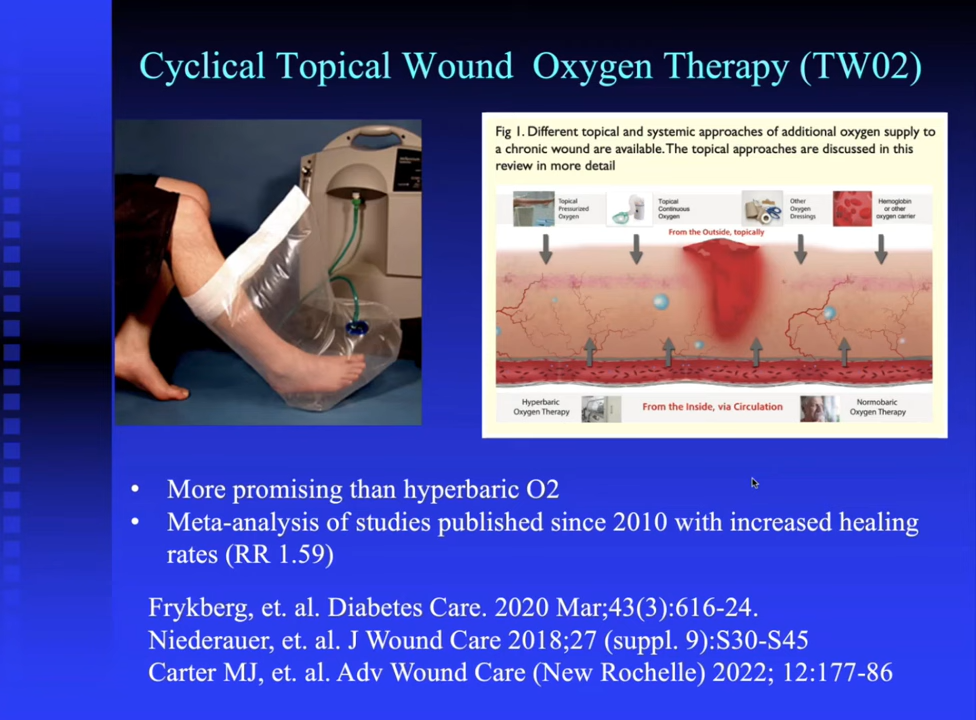 Cyclical Topical Wound Oxygen Therapy (TW02)
Fig 1. Different topical and systemic approaches of additional oxygen supply to
a chronic wound are available. The topical approaches are discussed in this
review in more detail
Topical
Pressurized
Oxygen
Topical
Continuous
Oxygen
Other
Oxygen
Dressings
Hemoglobin
or other
oxygen carrier
From the Outside, topically
Hyperbaric
Oxygen Therapy
From the Inside, via Circulation
Normobaric
Oxygen Therapy
• More promising than hyperbaric O2
• Meta-analysis of studies published since 2010 with increased healing
rates (RR 1.59)
Frykberg, et. al. Diabetes Care. 2020 Mar;43(3):616-24.
Niederauer, et. al. J Wound Care 2018;27 (suppl. 9):S30-S45
Carter MJ, et. al. Adv Wound Care (New Rochelle) 2022; 12:177-86